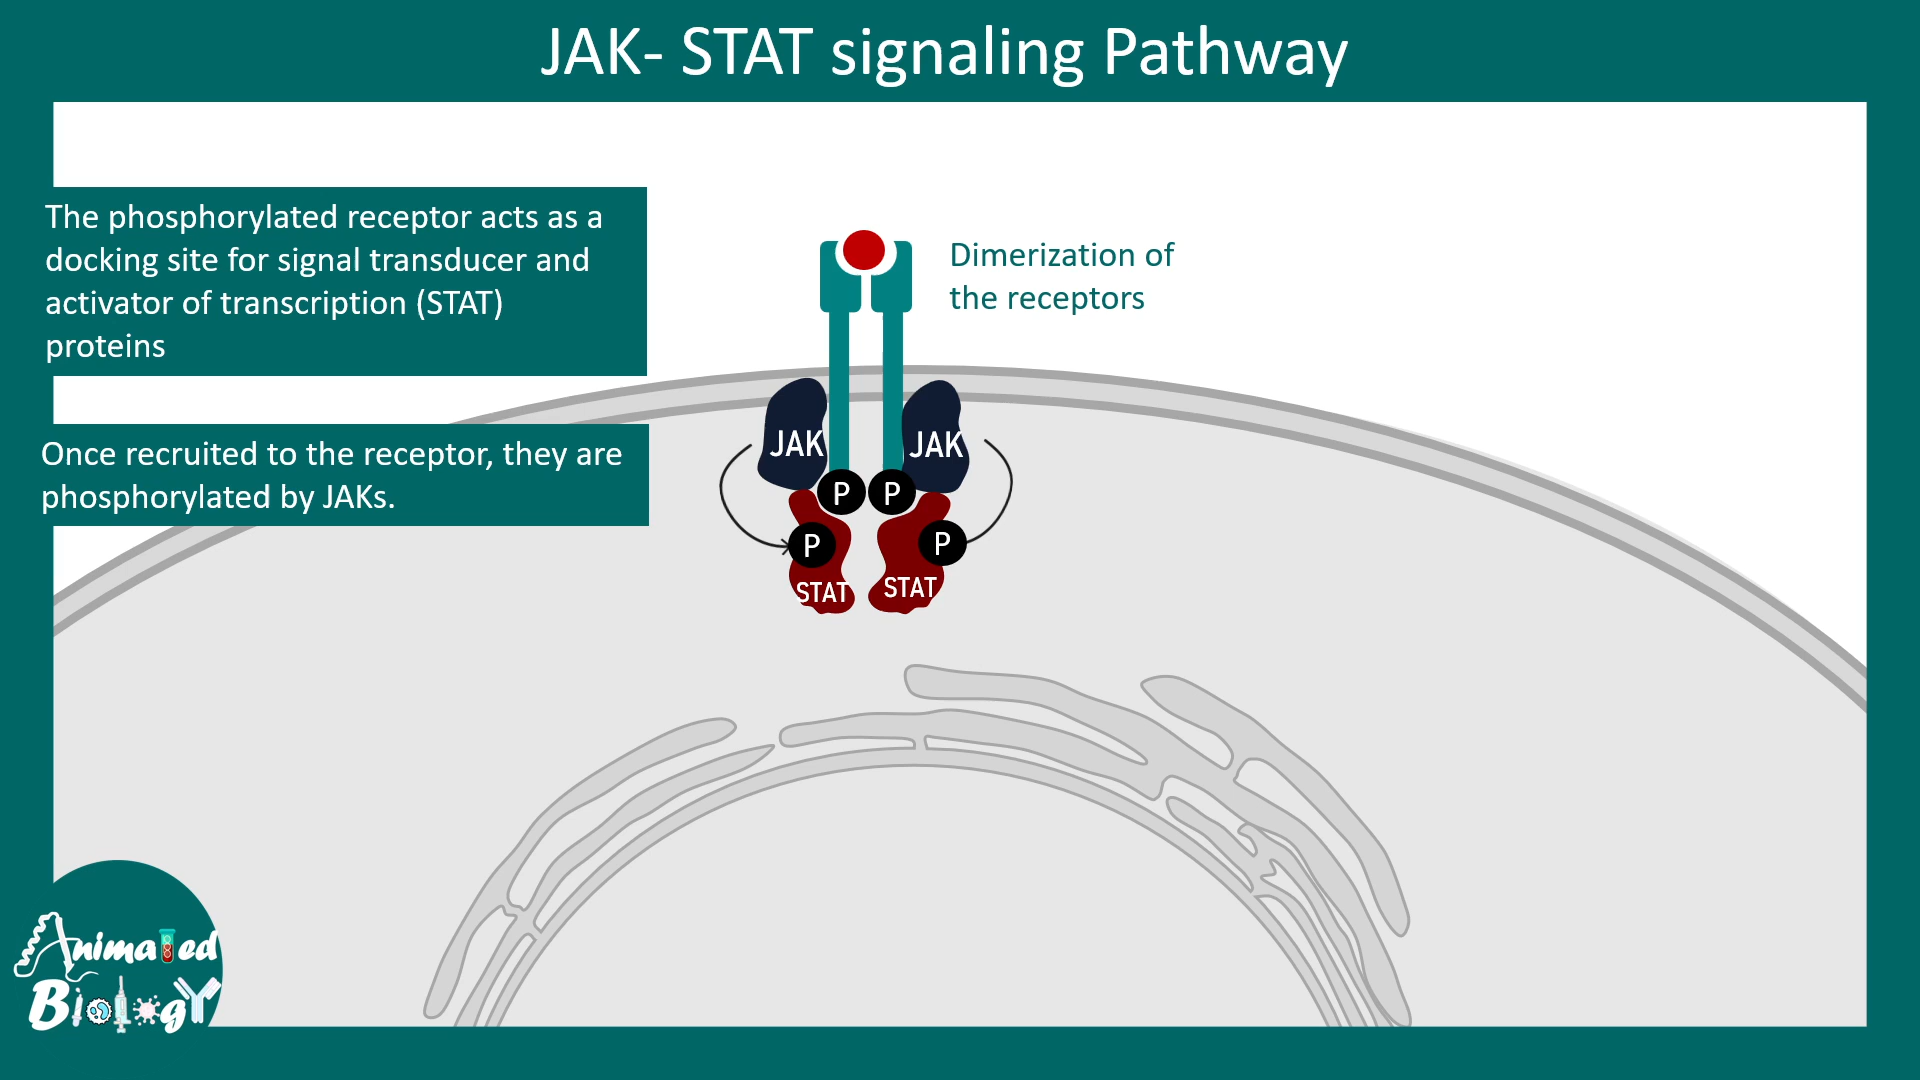 JAK- STAT signaling Pathway
The phosphorylated receptor acts as a
docking site for signal transducer and
activator of transcription (STAT)
proteins
Dimerization of
the receptors
Once recruited to the receptor, they are
phosphorylated by JAKs.
JAK
JAK
P
P
P
P
STAT
STAT
Animated
Biology